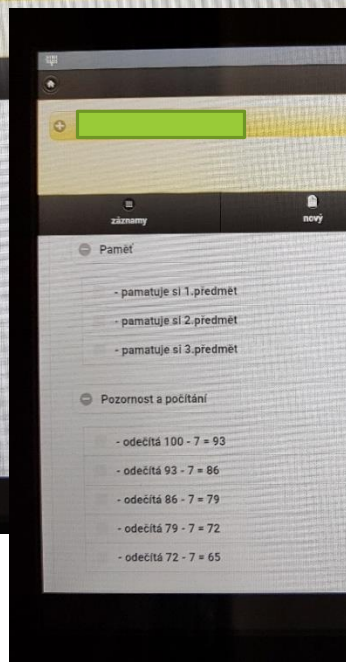 záznamy
nový
Paměť
- pamatuje si 1.předmět
- pamatuje si 2.předmět
- pamatuje si 3.předmět
Pozornost a počítání
- odečítá 100 - 7 = 93
- odečítá 93 - 7 = 86
- odečítá 86 - 7 = 79
- odečítá 79 - 7 = 72
- odečítá 72 - 7 = 65